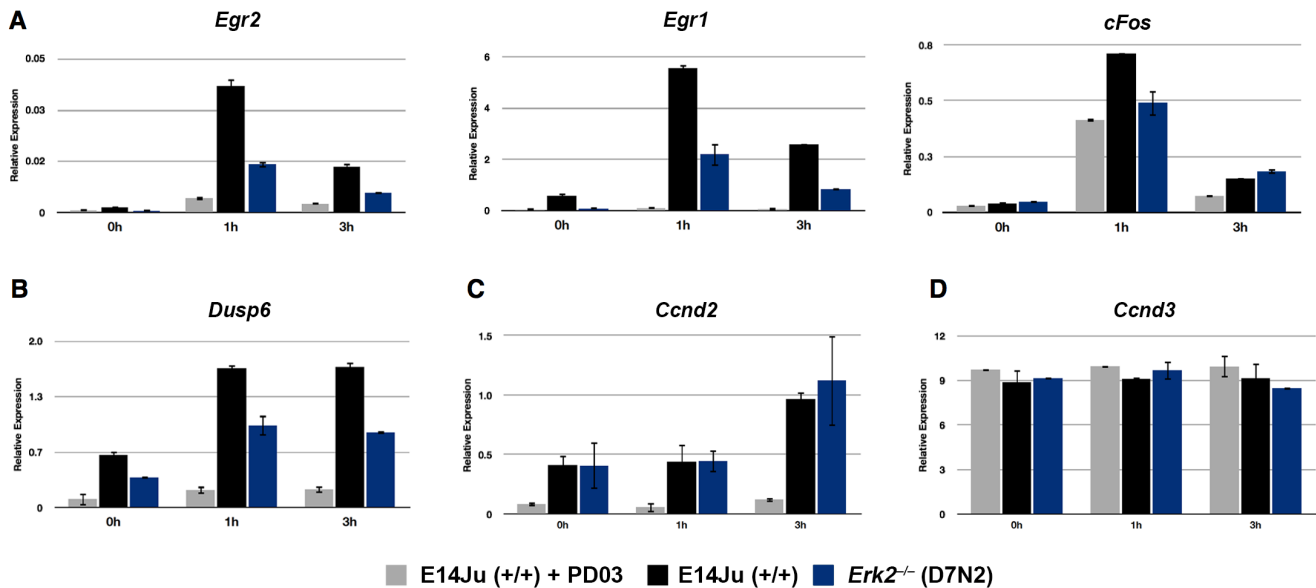 A
Egr2
Relative Expression
0.05
0.03
0.02
0
0h
1h
3h
Egr1
Relative Expression
6
4
2
0
0h
1h
3h
cFos
Relative Expression
0.8
0.5
0.3
0
0h
1h
3h
B
Dusp6
Relative Expression
2.0
1.3
0.7
0
0h
1h
3h
C
Ccnd2
Relative Expression
1.5
1.0
0.5
0
0h
1h
3h
D
Ccnd3
Relative Expression
12
9
6
3
0
0h
1h
3h
E14Ju (+/+) + PD03 E14Ju (+/+) Erk2–/– (D7N2)